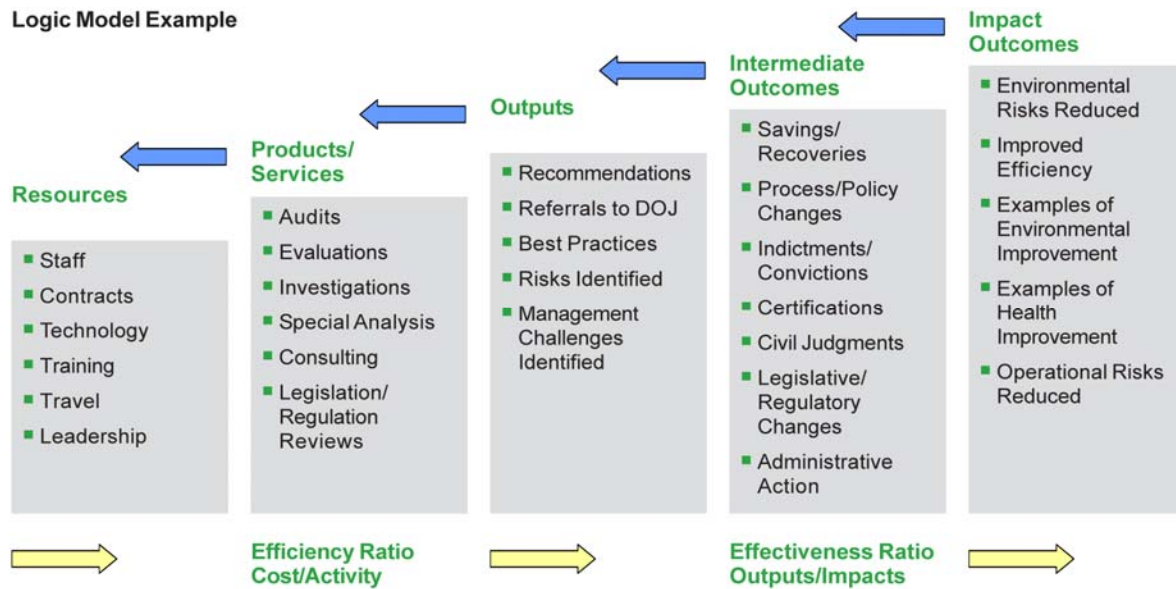 Logic Model Example
Resources
Staff
Contracts
Technology
Training
Travel
Leadership
Products/
Services
Audits
Evaluations
Investigations
Special Analysis
Consulting
Legislation/
Regulation
Reviews
Outputs
Recommendations
Referrals to DOJ
Best Practices
Risks Identified
Management
Challenges
Identified
Intermediate
Outcomes
Savings/
Recoveries
Process/Policy
Changes
Indictments/
Convictions
Certifications
Civil Judgments
Legislative/
Regulatory
Changes
Administrative
Action
Impact
Outcomes
Environmental
Risks Reduced
Improved
Efficiency
Examples of
Environmental
Improvement
Examples of
Health
Improvement
Operational Risks
Reduced
Efficiency Ratio
Cost/Activity
Effectiveness Ratio
Outputs/Impacts